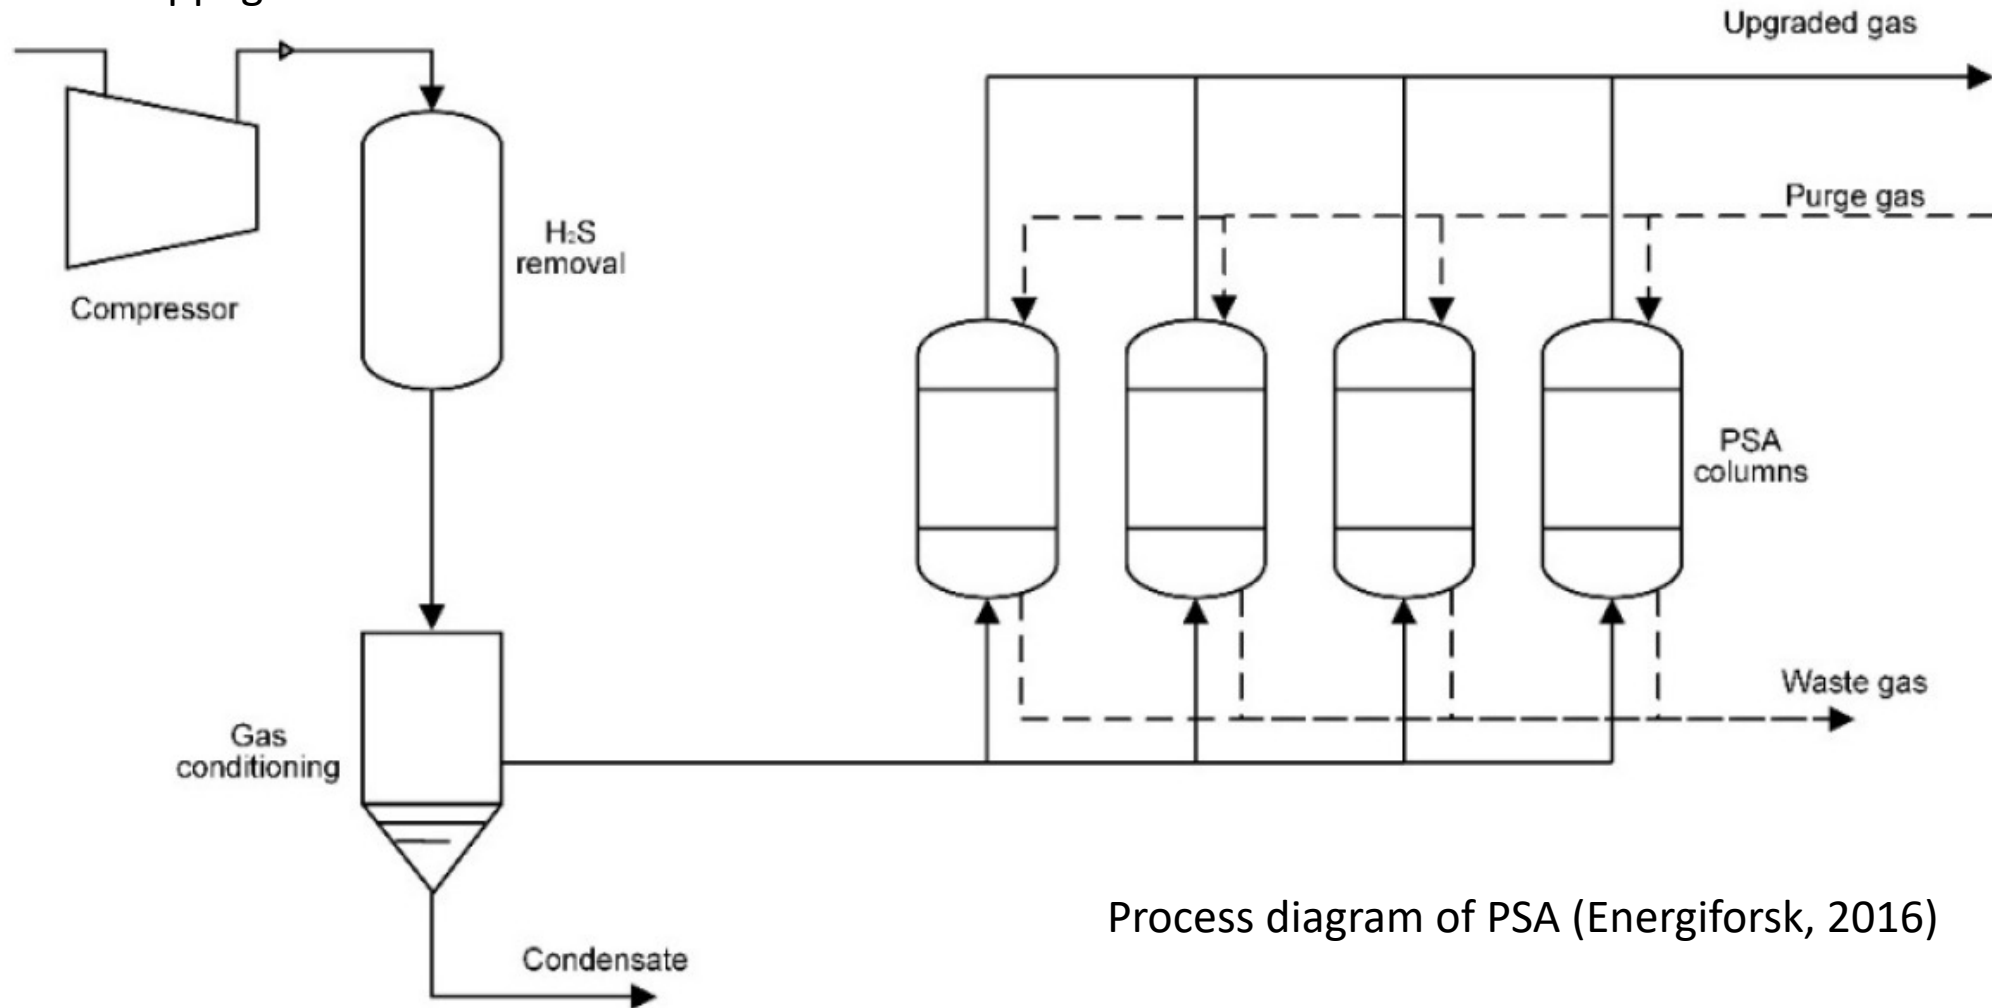 Upgraded gas
Purge gas
H₂S
removal
Compressor
PSA
columns
Waste gas
Gas
conditioning
Process diagram of PSA (Energiforsk, 2016)
Condensate